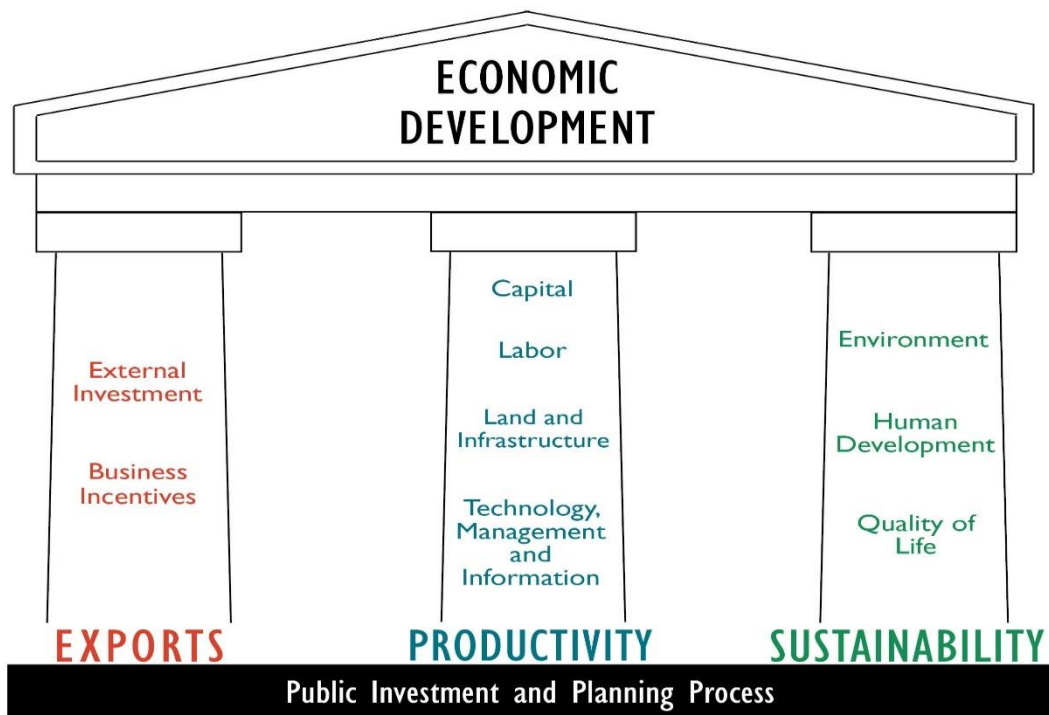 ECONOMIC
DEVELOPMENT
External
Investment
Business
Incentives
EXPORTS
Capital
Labor
Land and
Infrastructure
Technology,
Management
and
Information
PRODUCTIVITY
Environment
Human
Development
Quality of
Life
SUSTAINABILITY
Public Investment and Planning Process